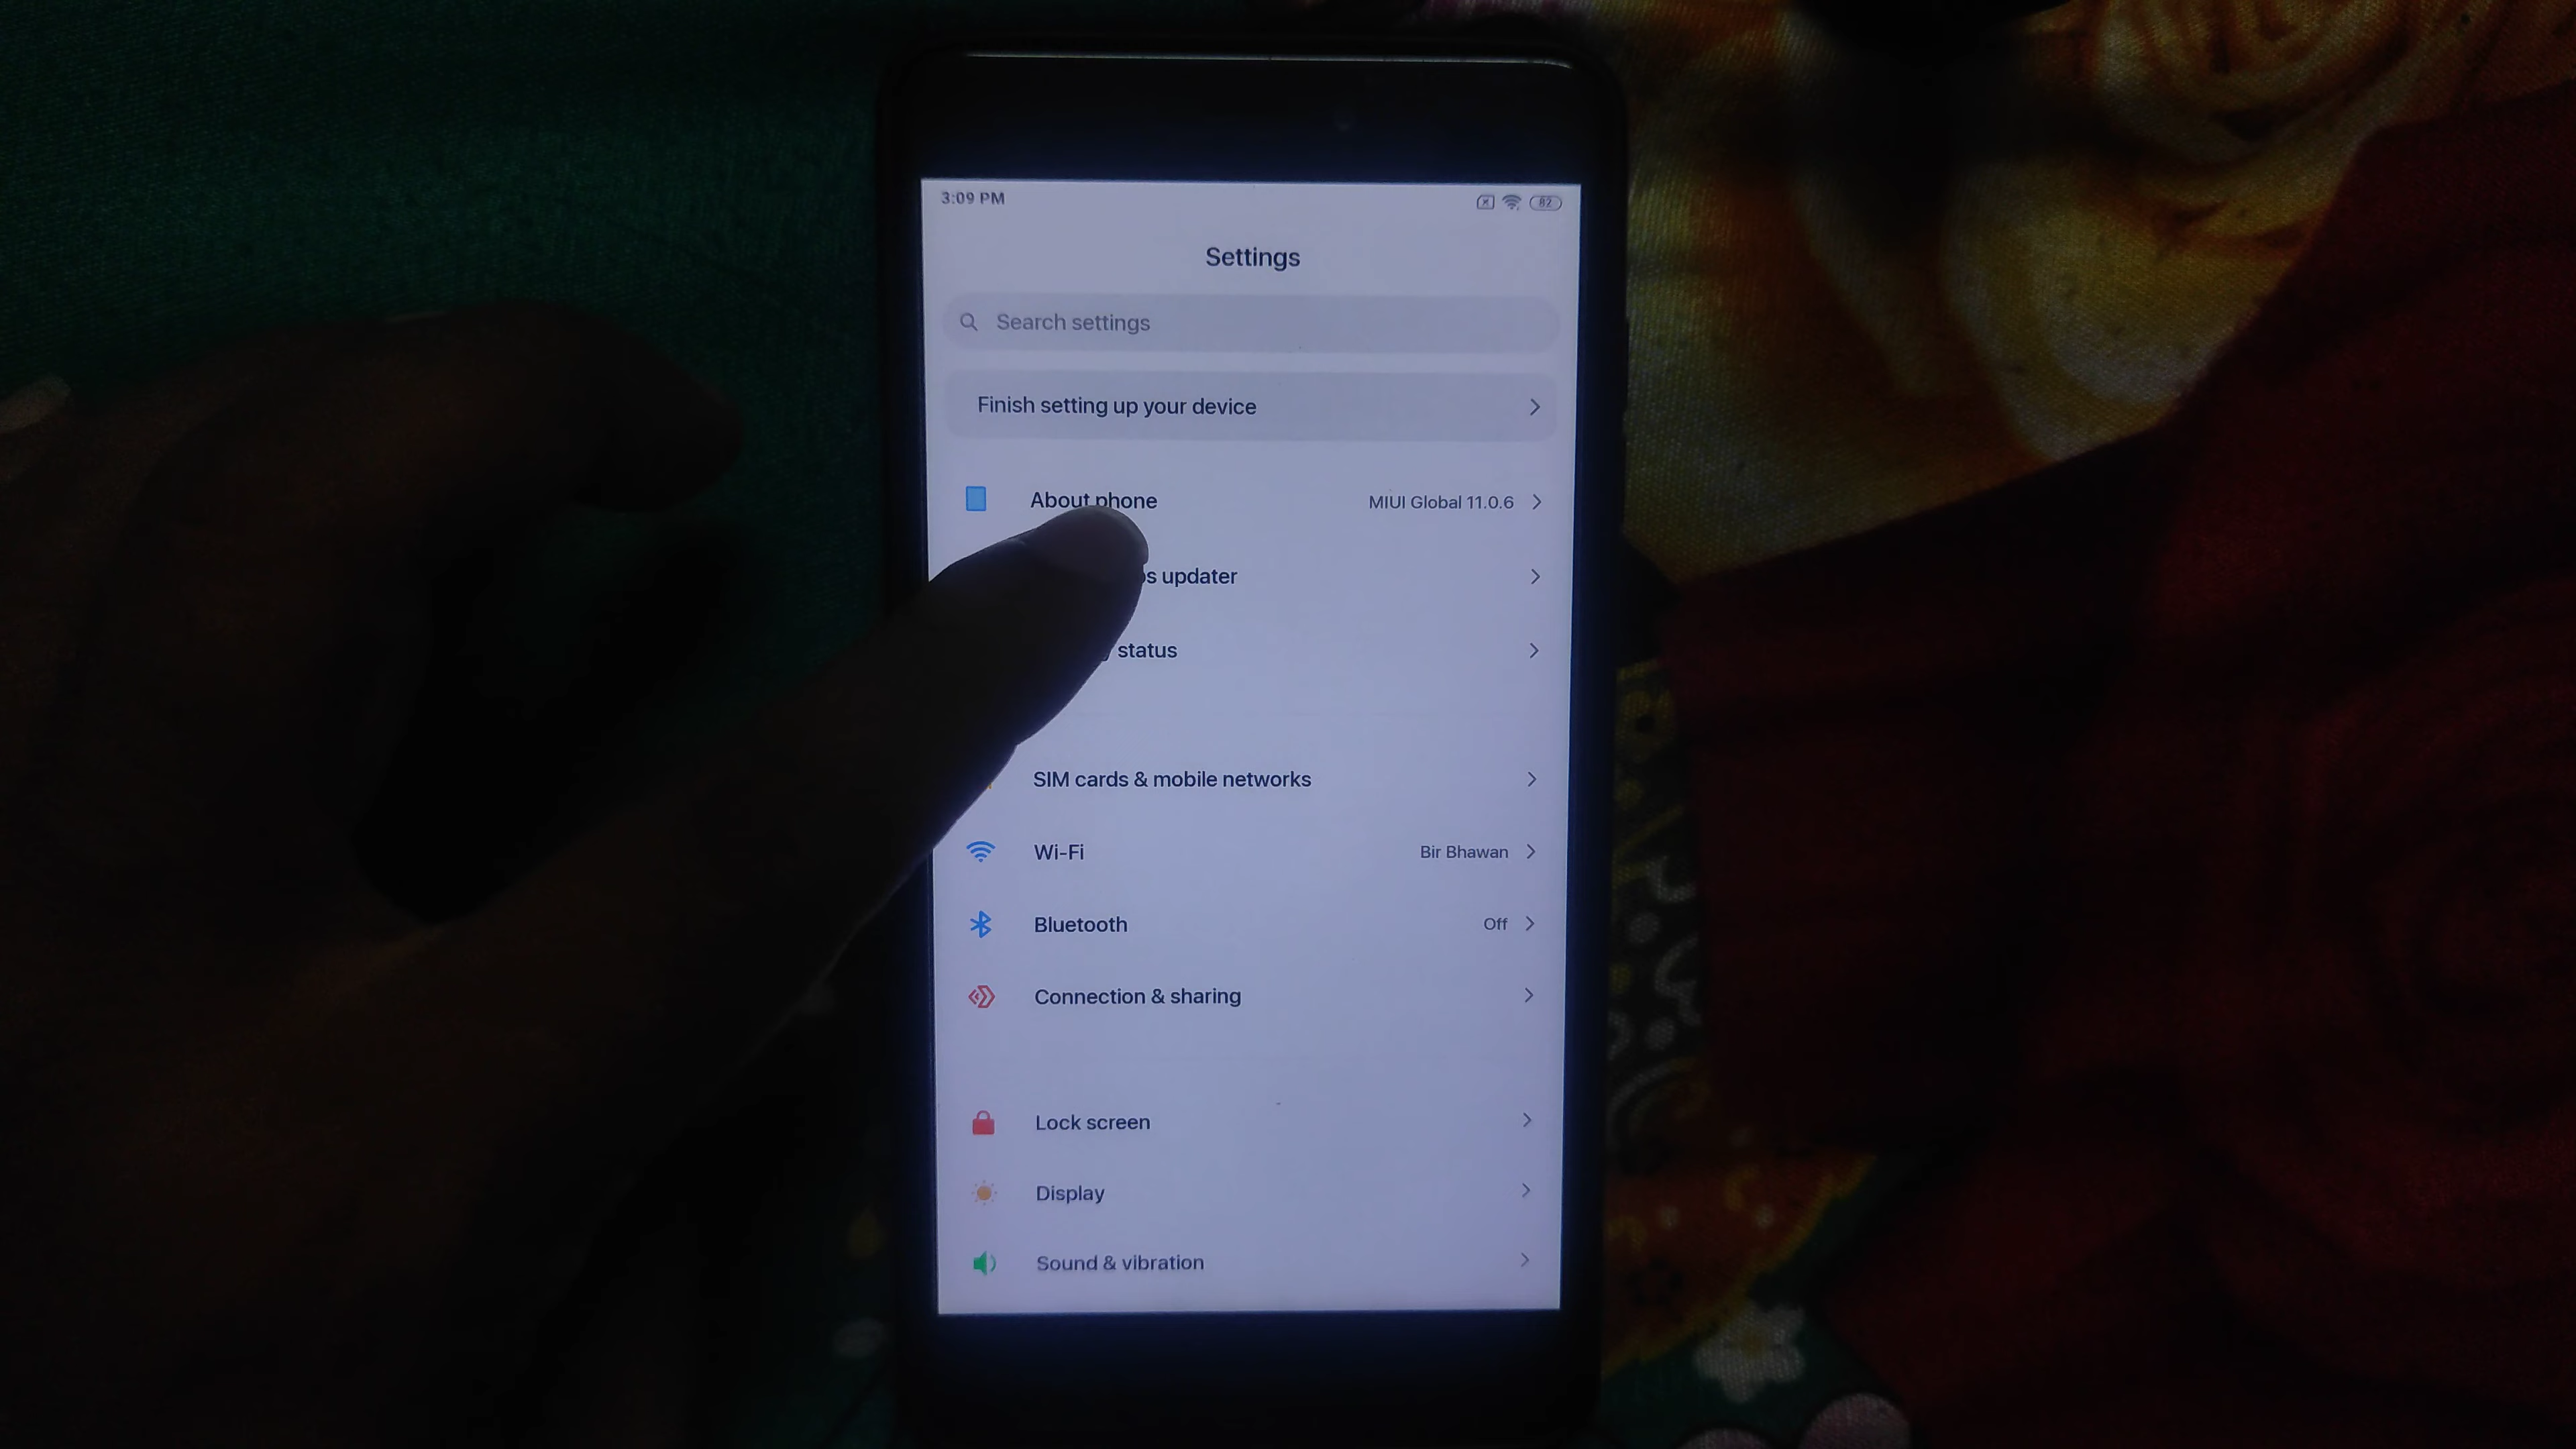 3:09 PM 82
Settings
Search settings
Finish setting up your device
About phone MIUI Global 11.0.6
updater
status
SIM cards & mobile networks
Wi-Fi Bir Bhawan
Bluetooth Off
Connection & sharing
Lock screen
Display
Sound & vibration